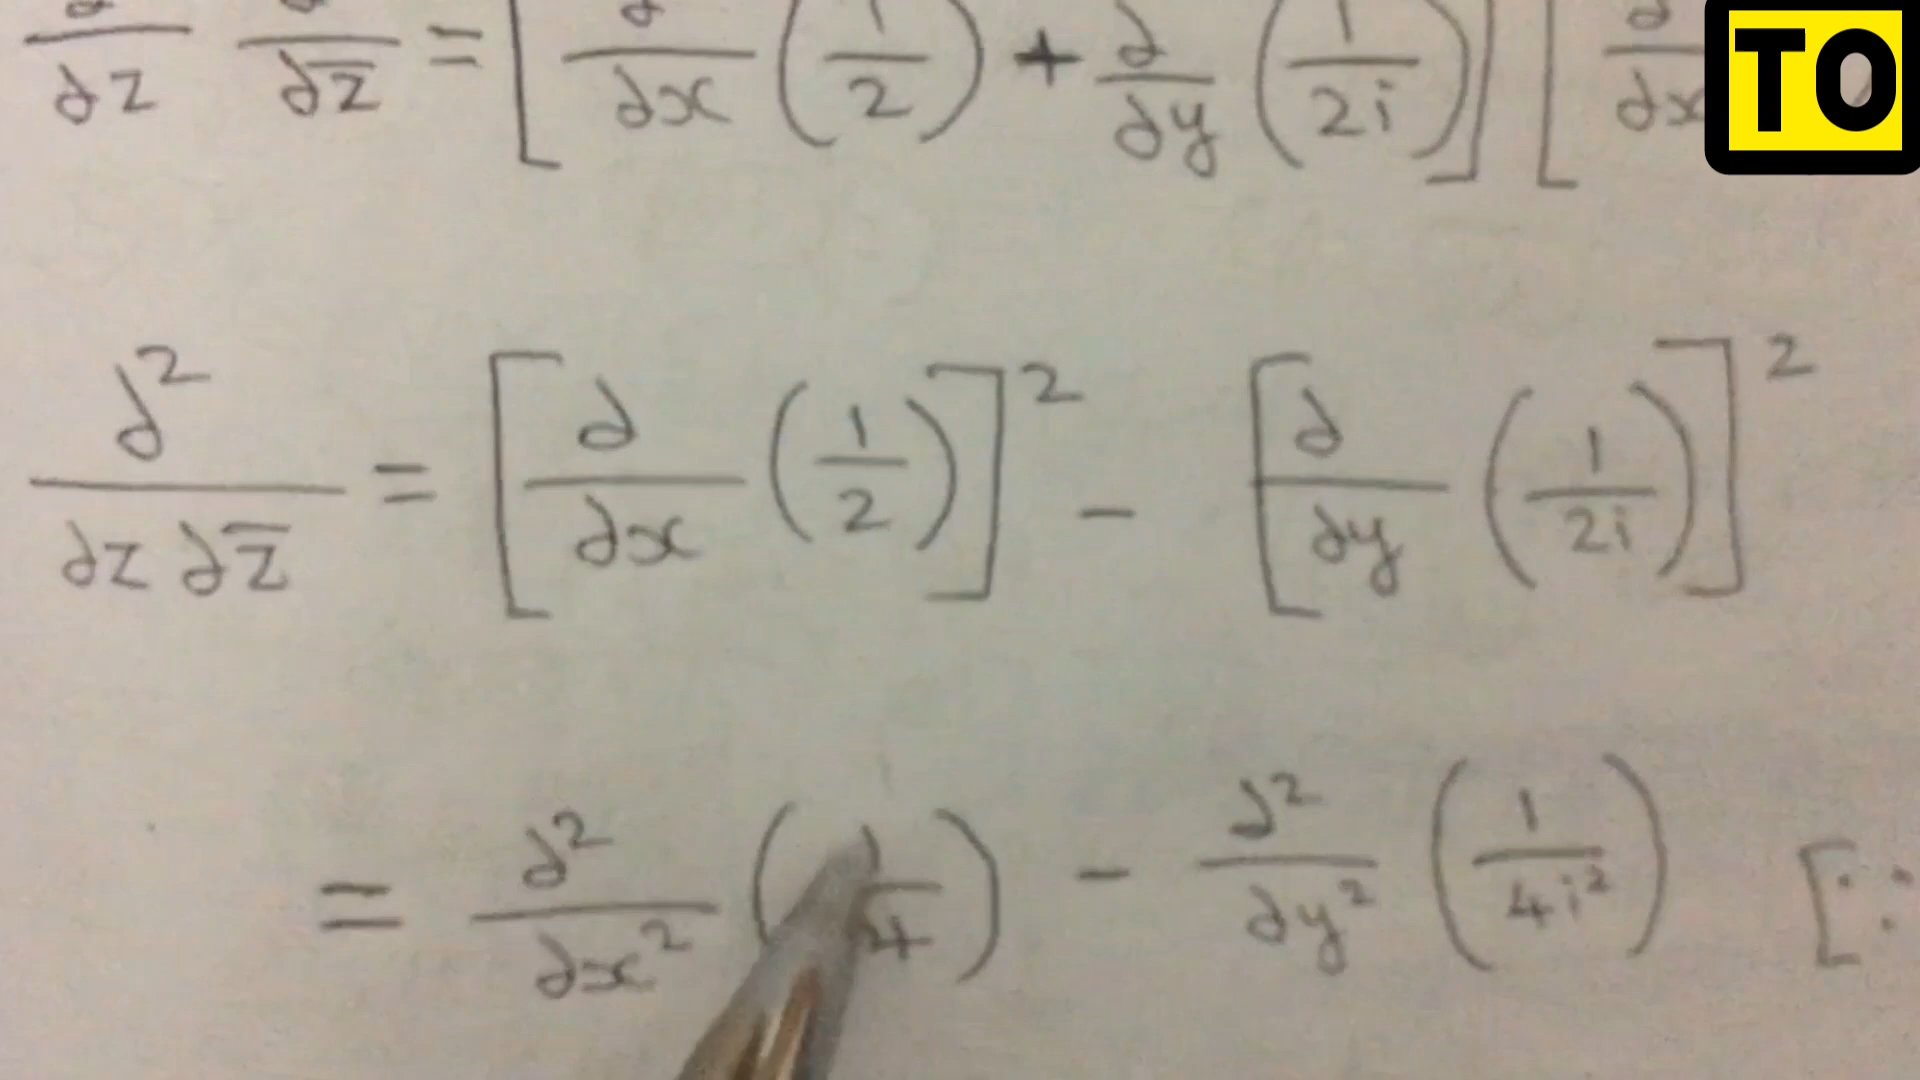 ∂/∂z ∂/∂z̅ = [ ∂/∂x (1/2) + ∂/∂y (1/2i) ] [ ∂/∂x
TO
∂²/∂z ∂z̅ = [ ∂/∂x (1/2) ]² - [ ∂/∂y (1/2i) ]²
= ∂²/∂x² (1/4) - ∂²/∂y² (1/4i²) [∵